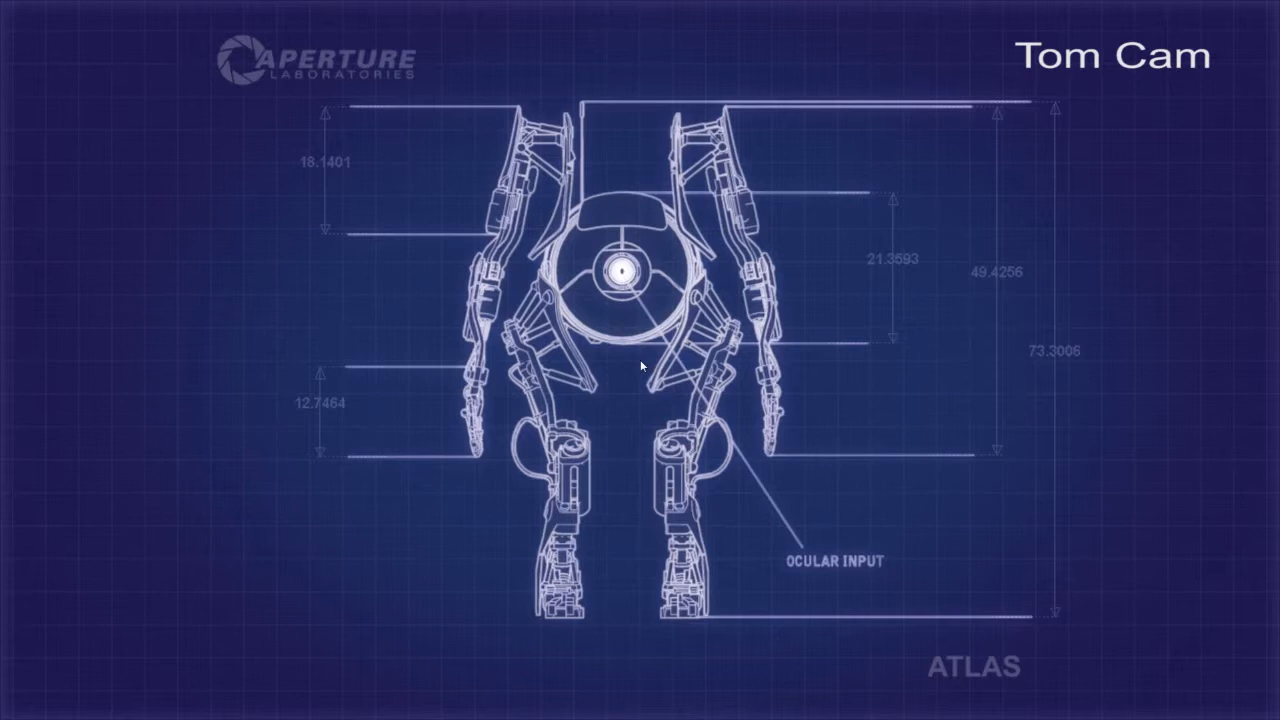 APERTURE
LABORATORIES
Tom Cam
18.1401
21.3593
49.4256
73.3006
12.7464
OCULAR INPUT
ATLAS